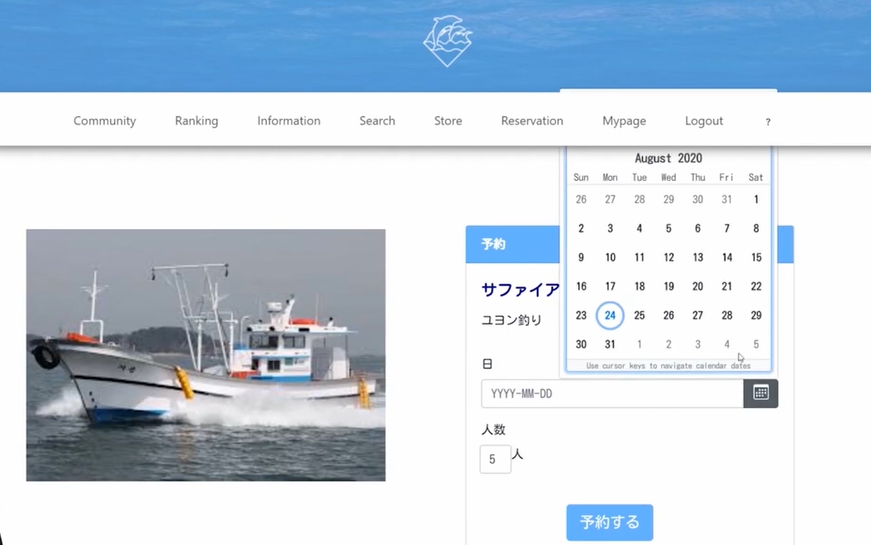 Community Ranking Information Search Store Reservation Mypage Logout ?
August 2020
Sun Mon Tue Wed Thu Fri Sat
26 27 28 29 30 31 1
2 3 4 5 6 7 8
9 10 11 12 13 14 15
16 17 18 19 20 21 22
23 24 25 26 27 28 29
30 31 1 2 3 4 5
Use cursor keys to navigate calendar dates
予約
サファイア
ユヨン釣り
日
YYYY-MM-DD
人数
5 人
予約する